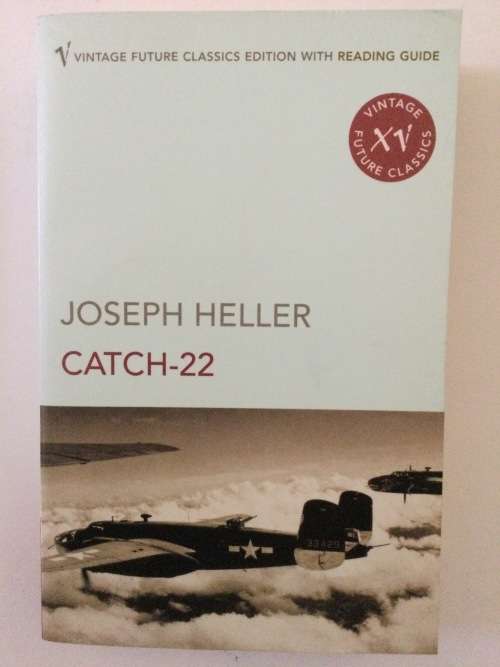 V VINTAGE FUTURE CLASSICS EDITION WITH READING GUIDE
VINTAGE
XV
FUTURE CLASSICS
JOSEPH HELLER
CATCH-22